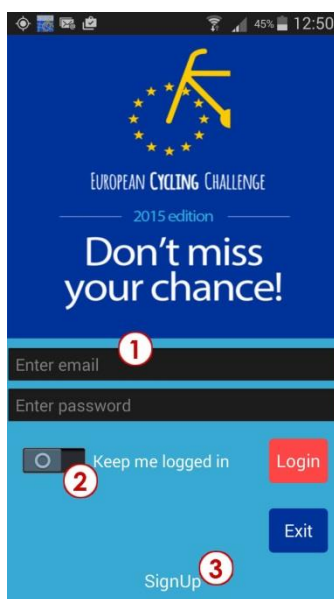 45% 12:50
EUROPEAN CYCLING CHALLENGE
2015 edition
Don't miss
your chance!
1
Enter email
Enter password
Keep me logged in
Login
2
Exit
SignUp
3